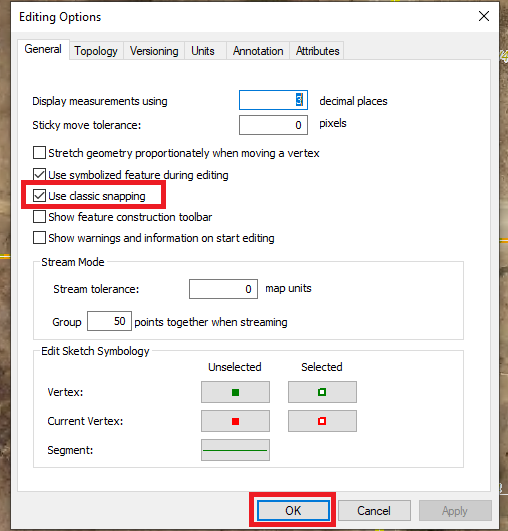 Editing Options
General Topology Versioning Units Annotation Attributes
Display measurements using 3 decimal places
Sticky move tolerance: 0 pixels
Stretch geometry proportionately when moving a vertex
Use symbolized feature during editing
Use classic snapping
Show feature construction toolbar
Show warnings and information on start editing
Stream Mode
Stream tolerance: 0 map units
Group 50 points together when streaming
Edit Sketch Symbology
Unselected Selected
Vertex:
Current Vertex:
Segment:
OK Cancel Apply